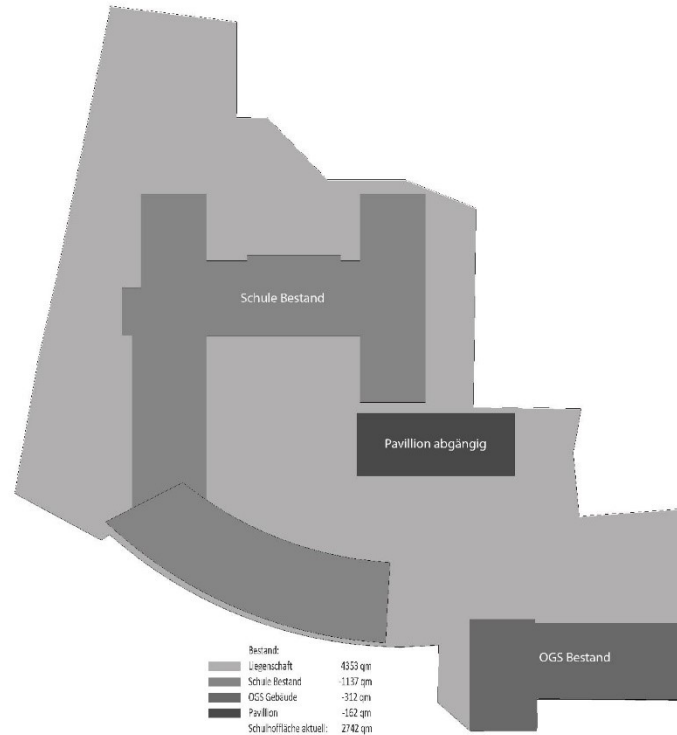 Schule Bestand
Pavillion abgängig
OGS Bestand
Bestand:
Liegenschaft 4353 qm
Schule Bestand -1137 qm
OGS Gebäude -312 qm
Pavillion -162 qm
Schulhoffläche aktuell: 2742 qm